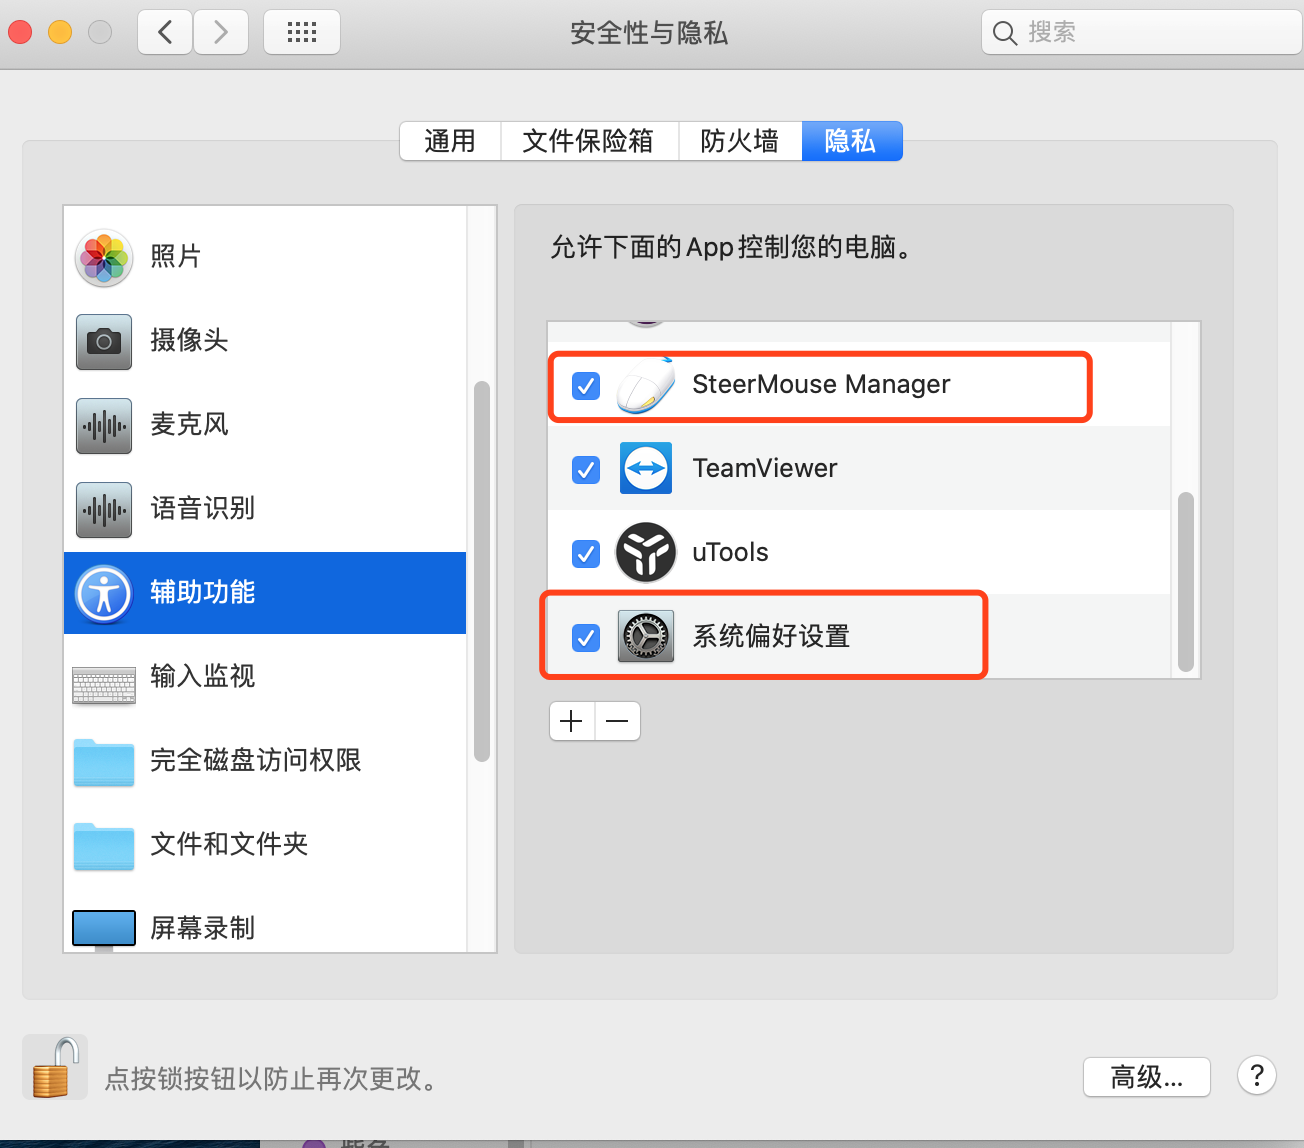 安全性与隐私
搜索
通用 文件保险箱 防火墙 隐私
照片
摄像头
麦克风
语音识别
辅助功能
输入监视
完全磁盘访问权限
文件和文件夹
屏幕录制
允许下面的App控制您的电脑。
SteerMouse Manager
TeamViewer
uTools
系统偏好设置
点按锁按钮以防止再次更改。
高级...
?